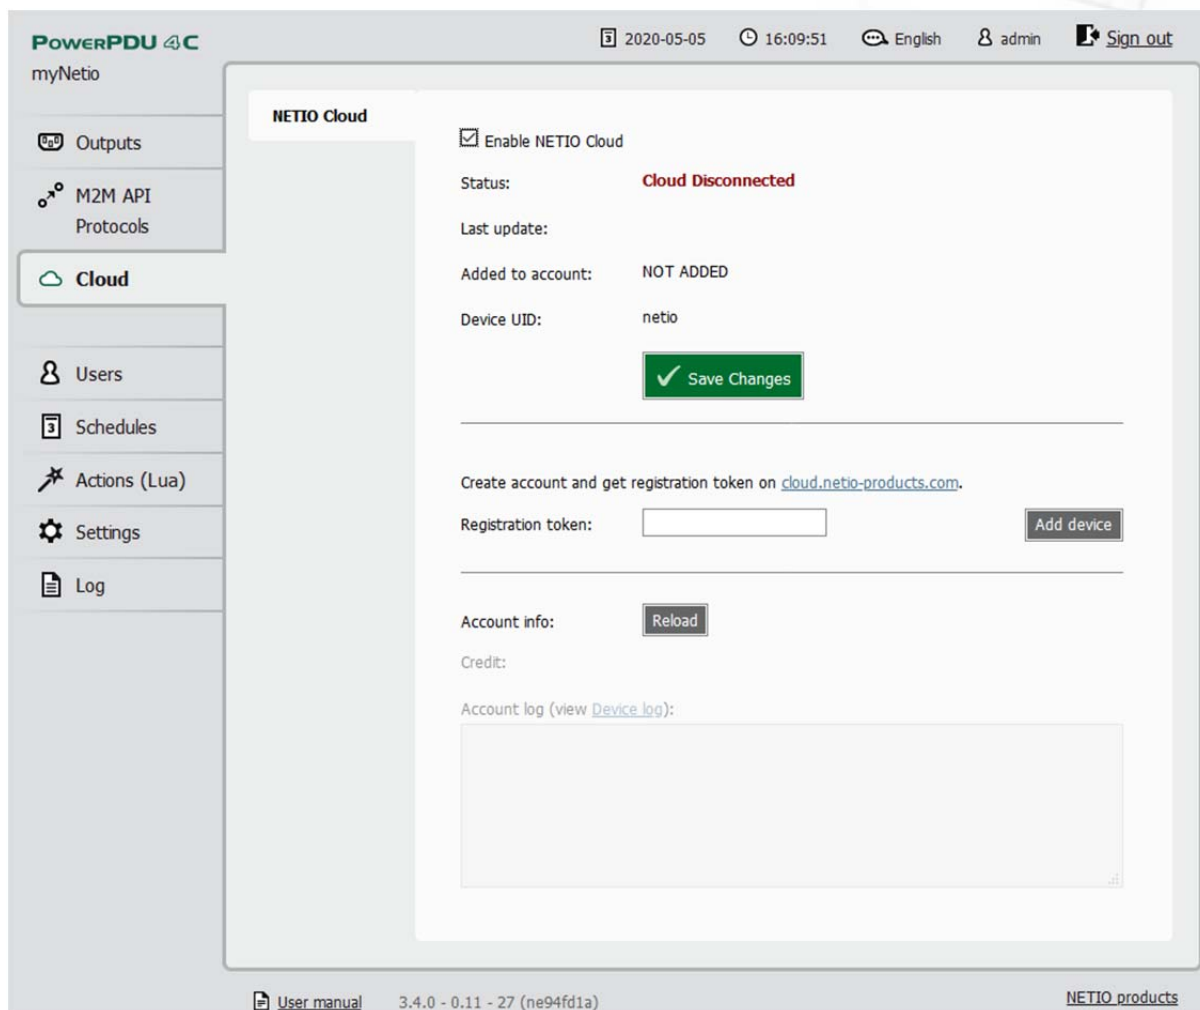 PowerPDU 4C
2020-05-05 16:09:51 English admin Sign out
myNetio
Outputs
M2M API
Protocols
Cloud
Users
Schedules
Actions (Lua)
Settings
Log
NETIO Cloud
Enable NETIO Cloud
Status: Cloud Disconnected
Last update:
Added to account: NOT ADDED
Device UID: netio
Save Changes
Create account and get registration token on cloud.netio-products.com.
Registration token: Add device
Account info: Reload
Credit:
Account log (view Device log):
User manual 3.4.0 - 0.11 - 27 (ne94fd1a) NETIO products